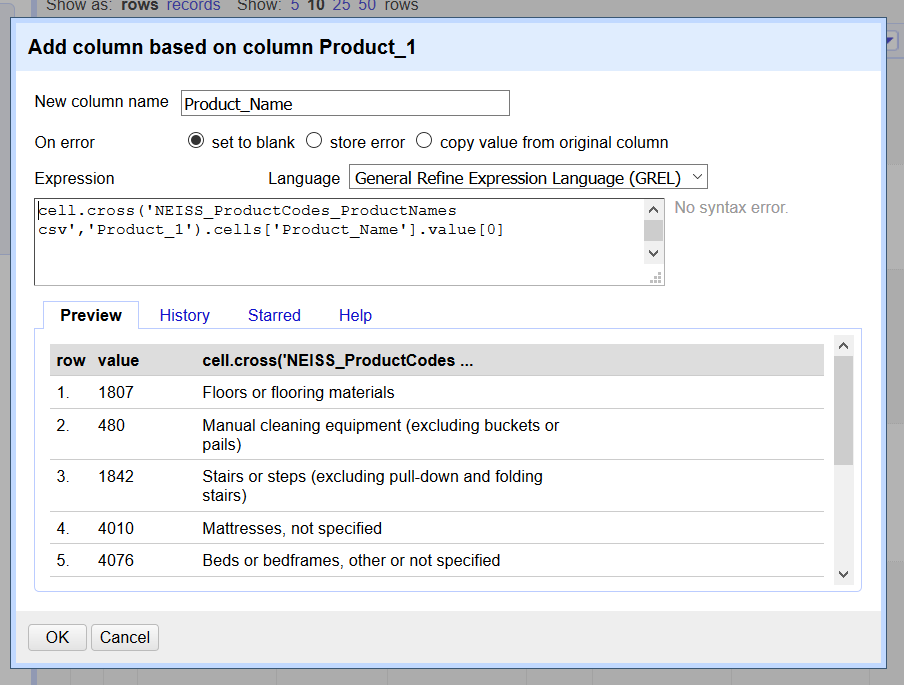 Show as: rows records Show: 5 10 25 50 rows
Add column based on column Product_1
New column name Product_Name
On error set to blank store error copy value from original column
Expression Language General Refine Expression Language (GREL)
cell.cross('NEISS_ProductCodes_ProductNames
csv','Product_1').cells['Product_Name'].value[0]
No syntax error.
Preview History Starred Help
row value cell.cross('NEISS_ProductCodes ...
1. 1807 Floors or flooring materials
2. 480 Manual cleaning equipment (excluding buckets or
pails)
3. 1842 Stairs or steps (excluding pull-down and folding
stairs)
4. 4010 Mattresses, not specified
5. 4076 Beds or bedframes, other or not specified
OK Cancel